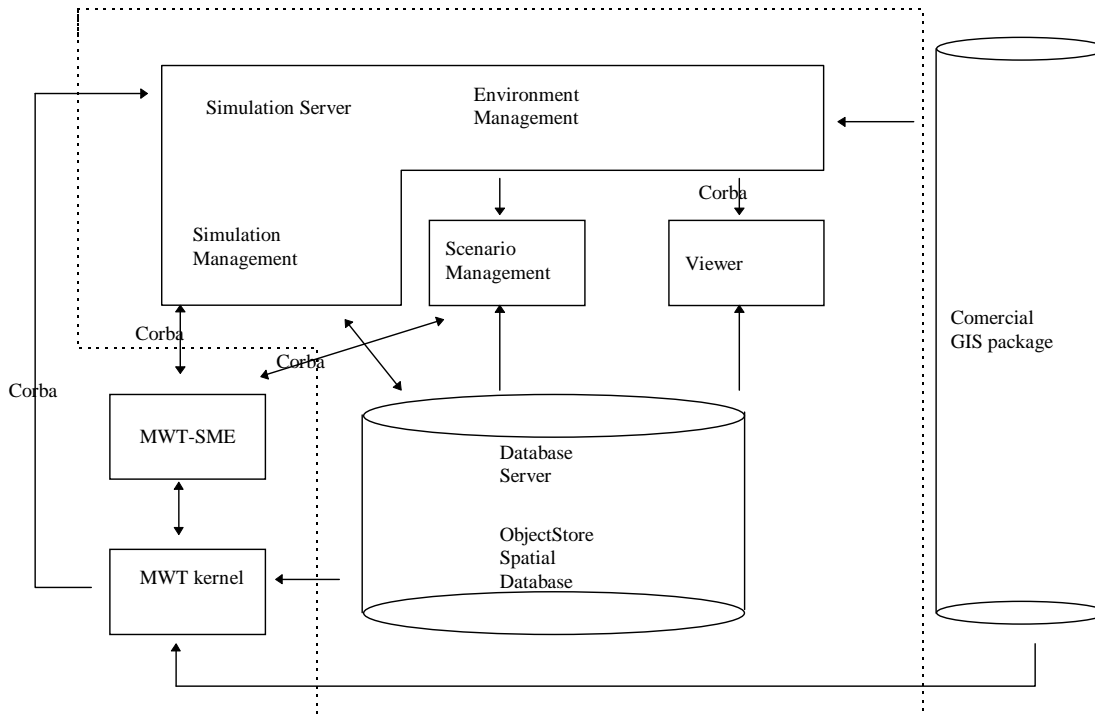 Simulation Server
Environment
Management
Corba
Simulation
Management
Scenario
Management
Viewer
Comercial
GIS package
Corba
Corba
Corba
MWT-SME
Database
Server
ObjectStore
Spatial
Database
MWT kernel